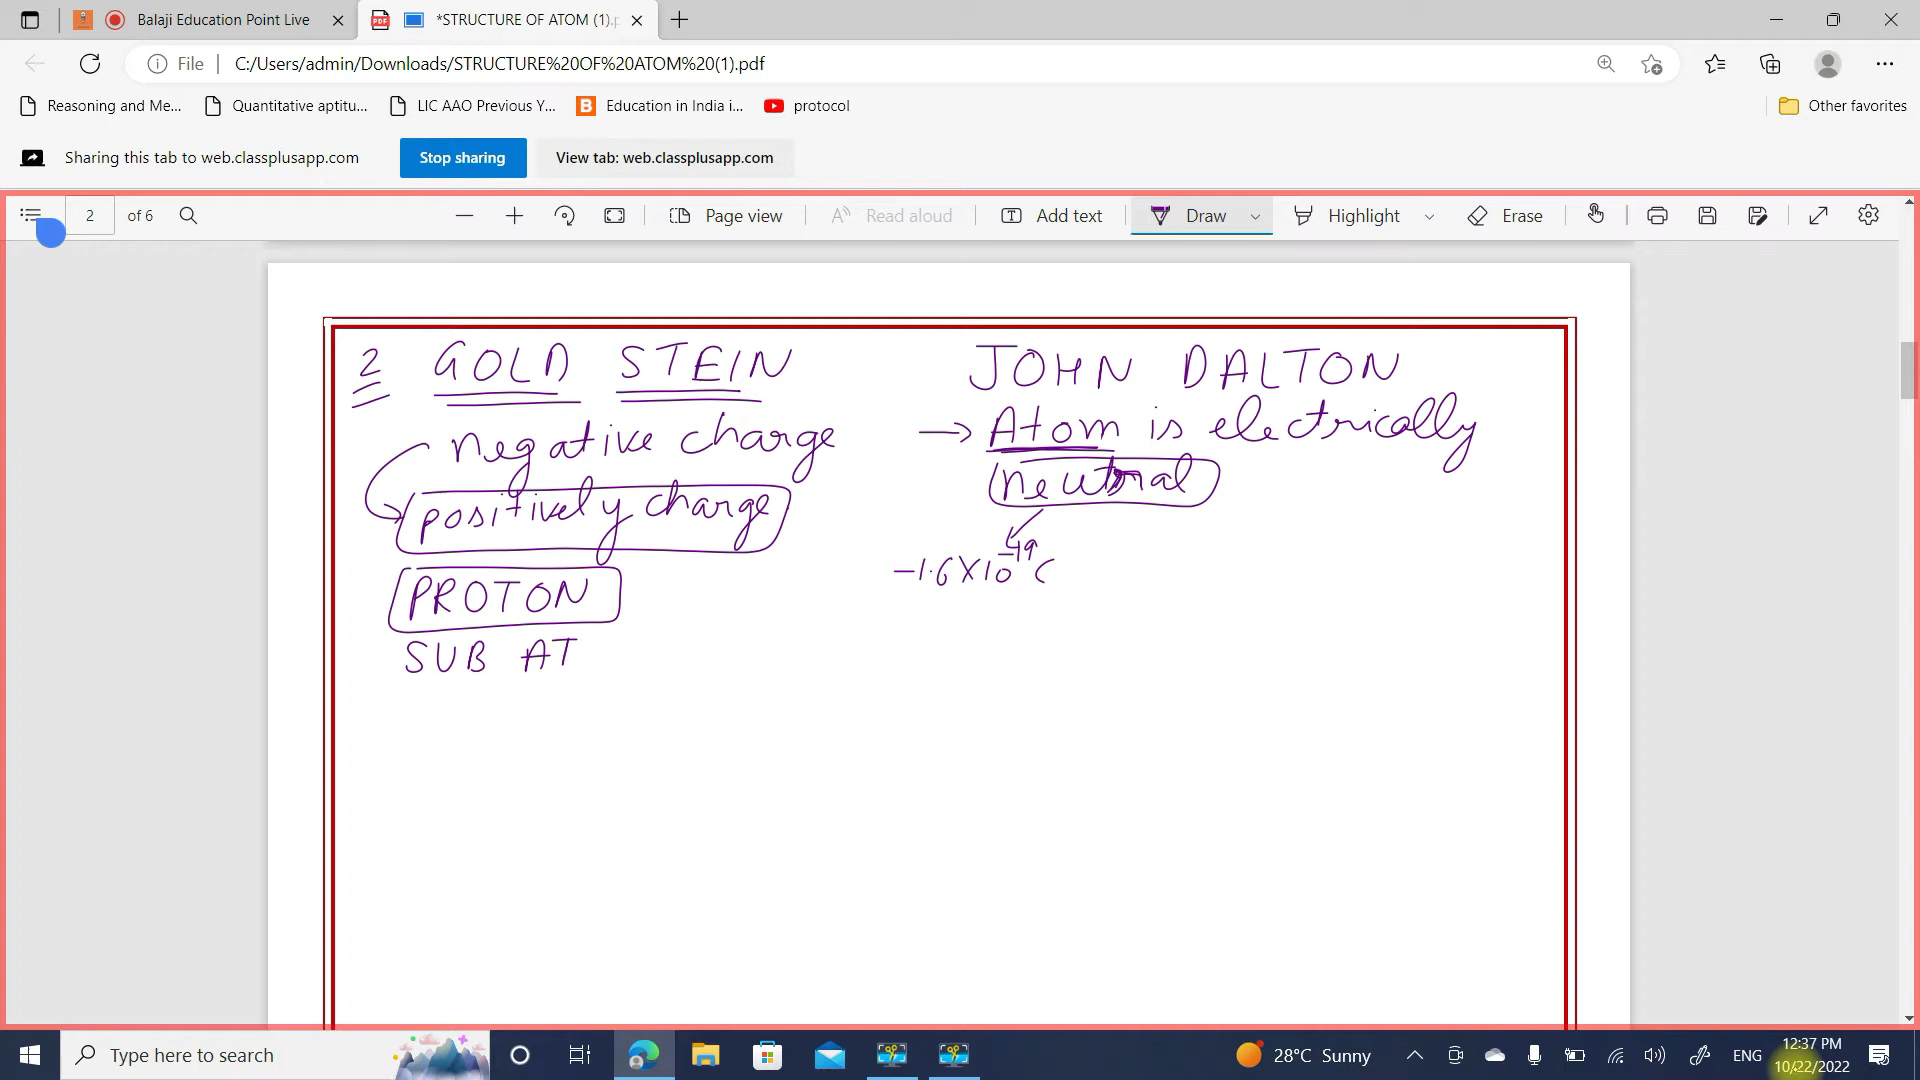 Balaji Education Point Live
*STRUCTURE OF ATOM (1).p
File
C:/Users/admin/Downloads/STRUCTURE%20OF%20ATOM%20(1).pdf
Reasoning and Me...
Quantitative aptitu...
LIC AAO Previous Y...
Education in India i...
protocol
Other favorites
Sharing this tab to web.classplusapp.com
Stop sharing
View tab: web.classplusapp.com
2 of 6
Page view
Read aloud
Add text
Draw
Highlight
Erase
2 GOLD STEIN
negative charge
positively charge
PROTON
SUB AT
JOHN DALTON
→ Atom is electrically
neutral
-1.6X10⁻¹⁹C
Type here to search
28°C Sunny
ENG
12:37 PM
10/22/2022